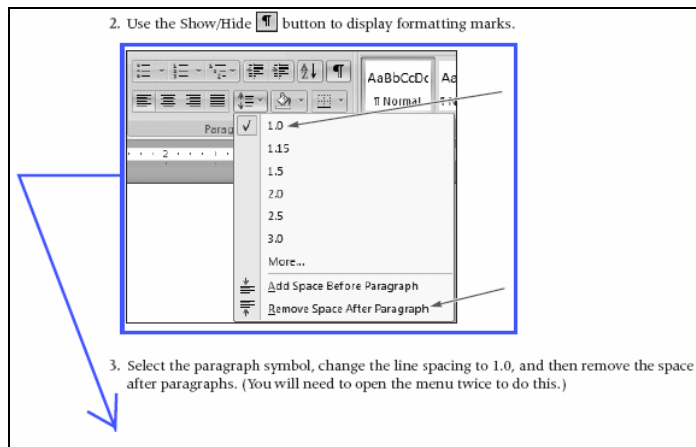 2. Use the Show/Hide ¶ button to display formatting marks.
AaBbCcDc Aa
¶ Normal
Parag
2
1.0
1.15
1.5
2.0
2.5
3.0
More...
Add Space Before Paragraph
Remove Space After Paragraph
3. Select the paragraph symbol, change the line spacing to 1.0, and then remove the space
after paragraphs. (You will need to open the menu twice to do this.)